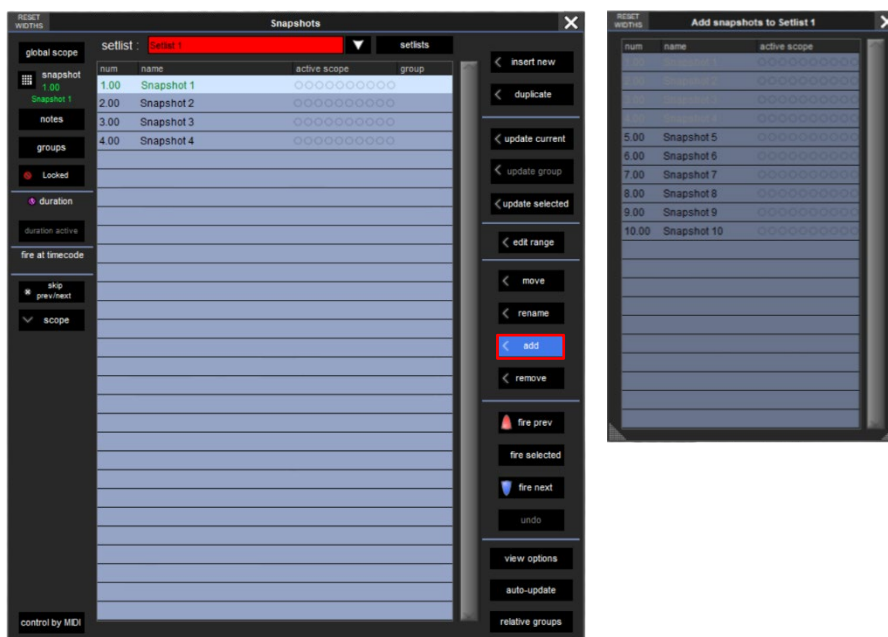 RESET WIDTHS
Snapshots
setlist : Setlist 1
setlists
global scope
snapshot
1.00
Snapshot 1
notes
groups
Locked
duration
duration active
fire at timecode
skip
prev/next
scope
control by MIDI
num name active scope group
1.00 Snapshot 1
2.00 Snapshot 2
3.00 Snapshot 3
4.00 Snapshot 4
insert new
duplicate
update current
update group
update selected
edit range
move
rename
add
remove
fire prev
fire selected
fire next
undo
view options
auto-update
relative groups
RESET WIDTHS
Add snapshots to Setlist 1
num name active scope
5.00 Snapshot 5
6.00 Snapshot 6
7.00 Snapshot 7
8.00 Snapshot 8
9.00 Snapshot 9
10.00 Snapshot 10